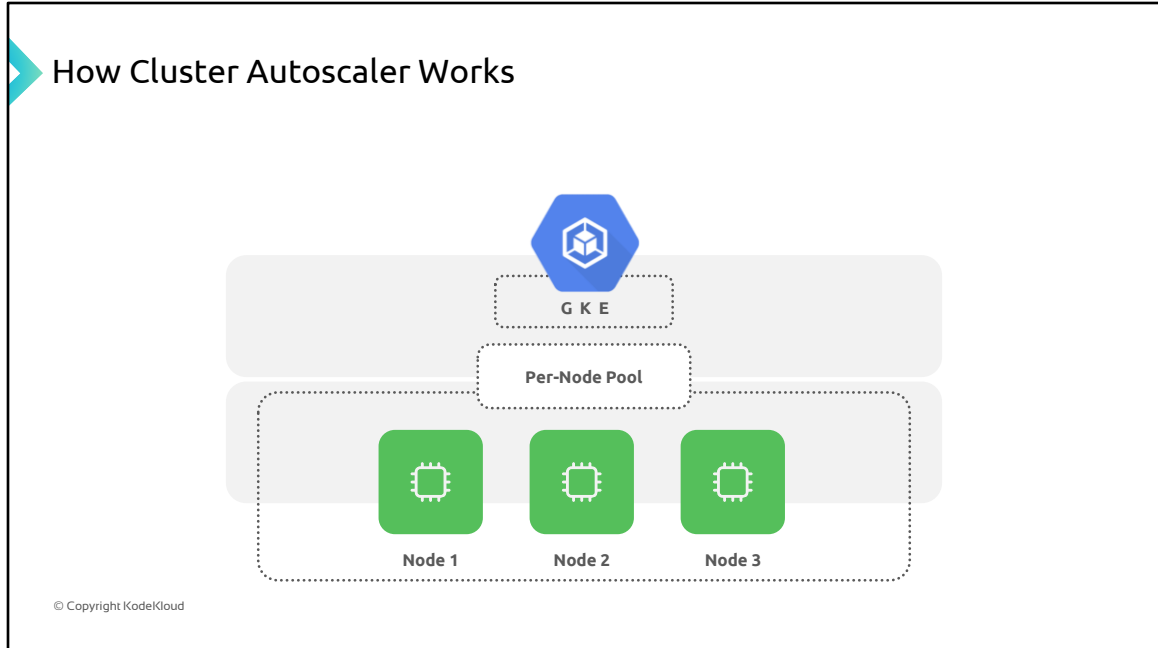 How Cluster Autoscaler Works
G K E
Per-Node Pool
Node 1
Node 2
Node 3
© Copyright KodeKloud